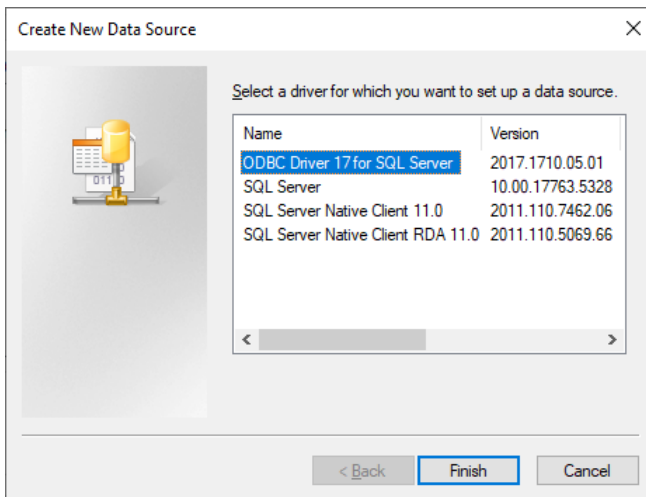 Create New Data Source
Select a driver for which you want to set up a data source.
Name Version
ODBC Driver 17 for SQL Server 2017.1710.05.01
SQL Server 10.00.17763.5328
SQL Server Native Client 11.0 2011.110.7462.06
SQL Server Native Client RDA 11.0 2011.110.5069.66
< Back Finish Cancel